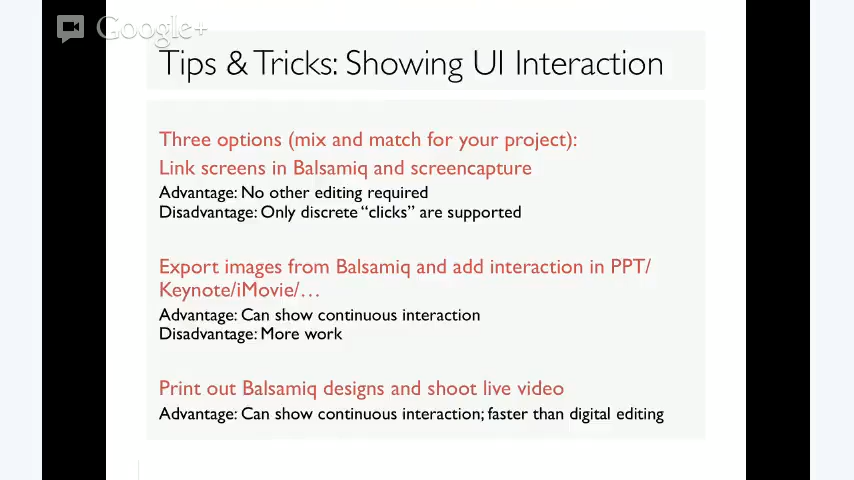 Google+
Tips & Tricks: Showing UI Interaction
Three options (mix and match for your project):
Link screens in Balsamiq and screencapture
Advantage: No other editing required
Disadvantage: Only discrete “clicks” are supported
Export images from Balsamiq and add interaction in PPT/
Keynote/iMovie/…
Advantage: Can show continuous interaction
Disadvantage: More work
Print out Balsamiq designs and shoot live video
Advantage: Can show continuous interaction; faster than digital editing